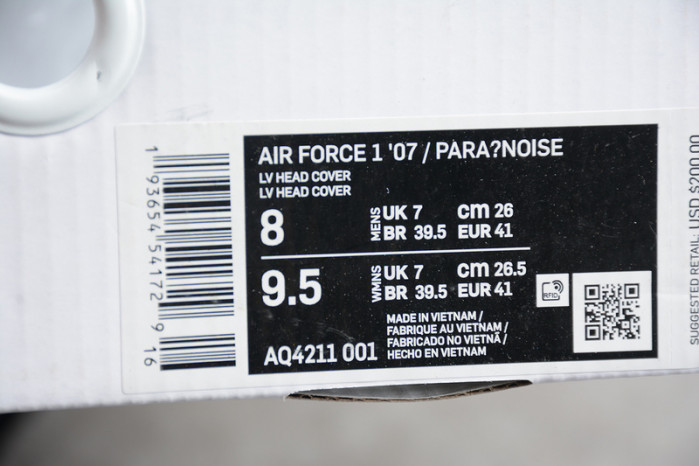 AIR FORCE 1 '07 / PARA?NOISE
LV HEAD COVER
LV HEAD COVER
8 MENS UK 7 cm 26
BR 39.5 EUR 41
9.5 WMNS UK 7 cm 26.5
BR 39.5 EUR 41
MADE IN VIETNAM /
FABRIQUE AU VIETNAM /
FABRICADO NO VIETNÃ /
HECHO EN VIETNAM
AQ4211 001
RFID
1 93654 54172 9 16
SUGGESTED RETAIL: USD $200.00